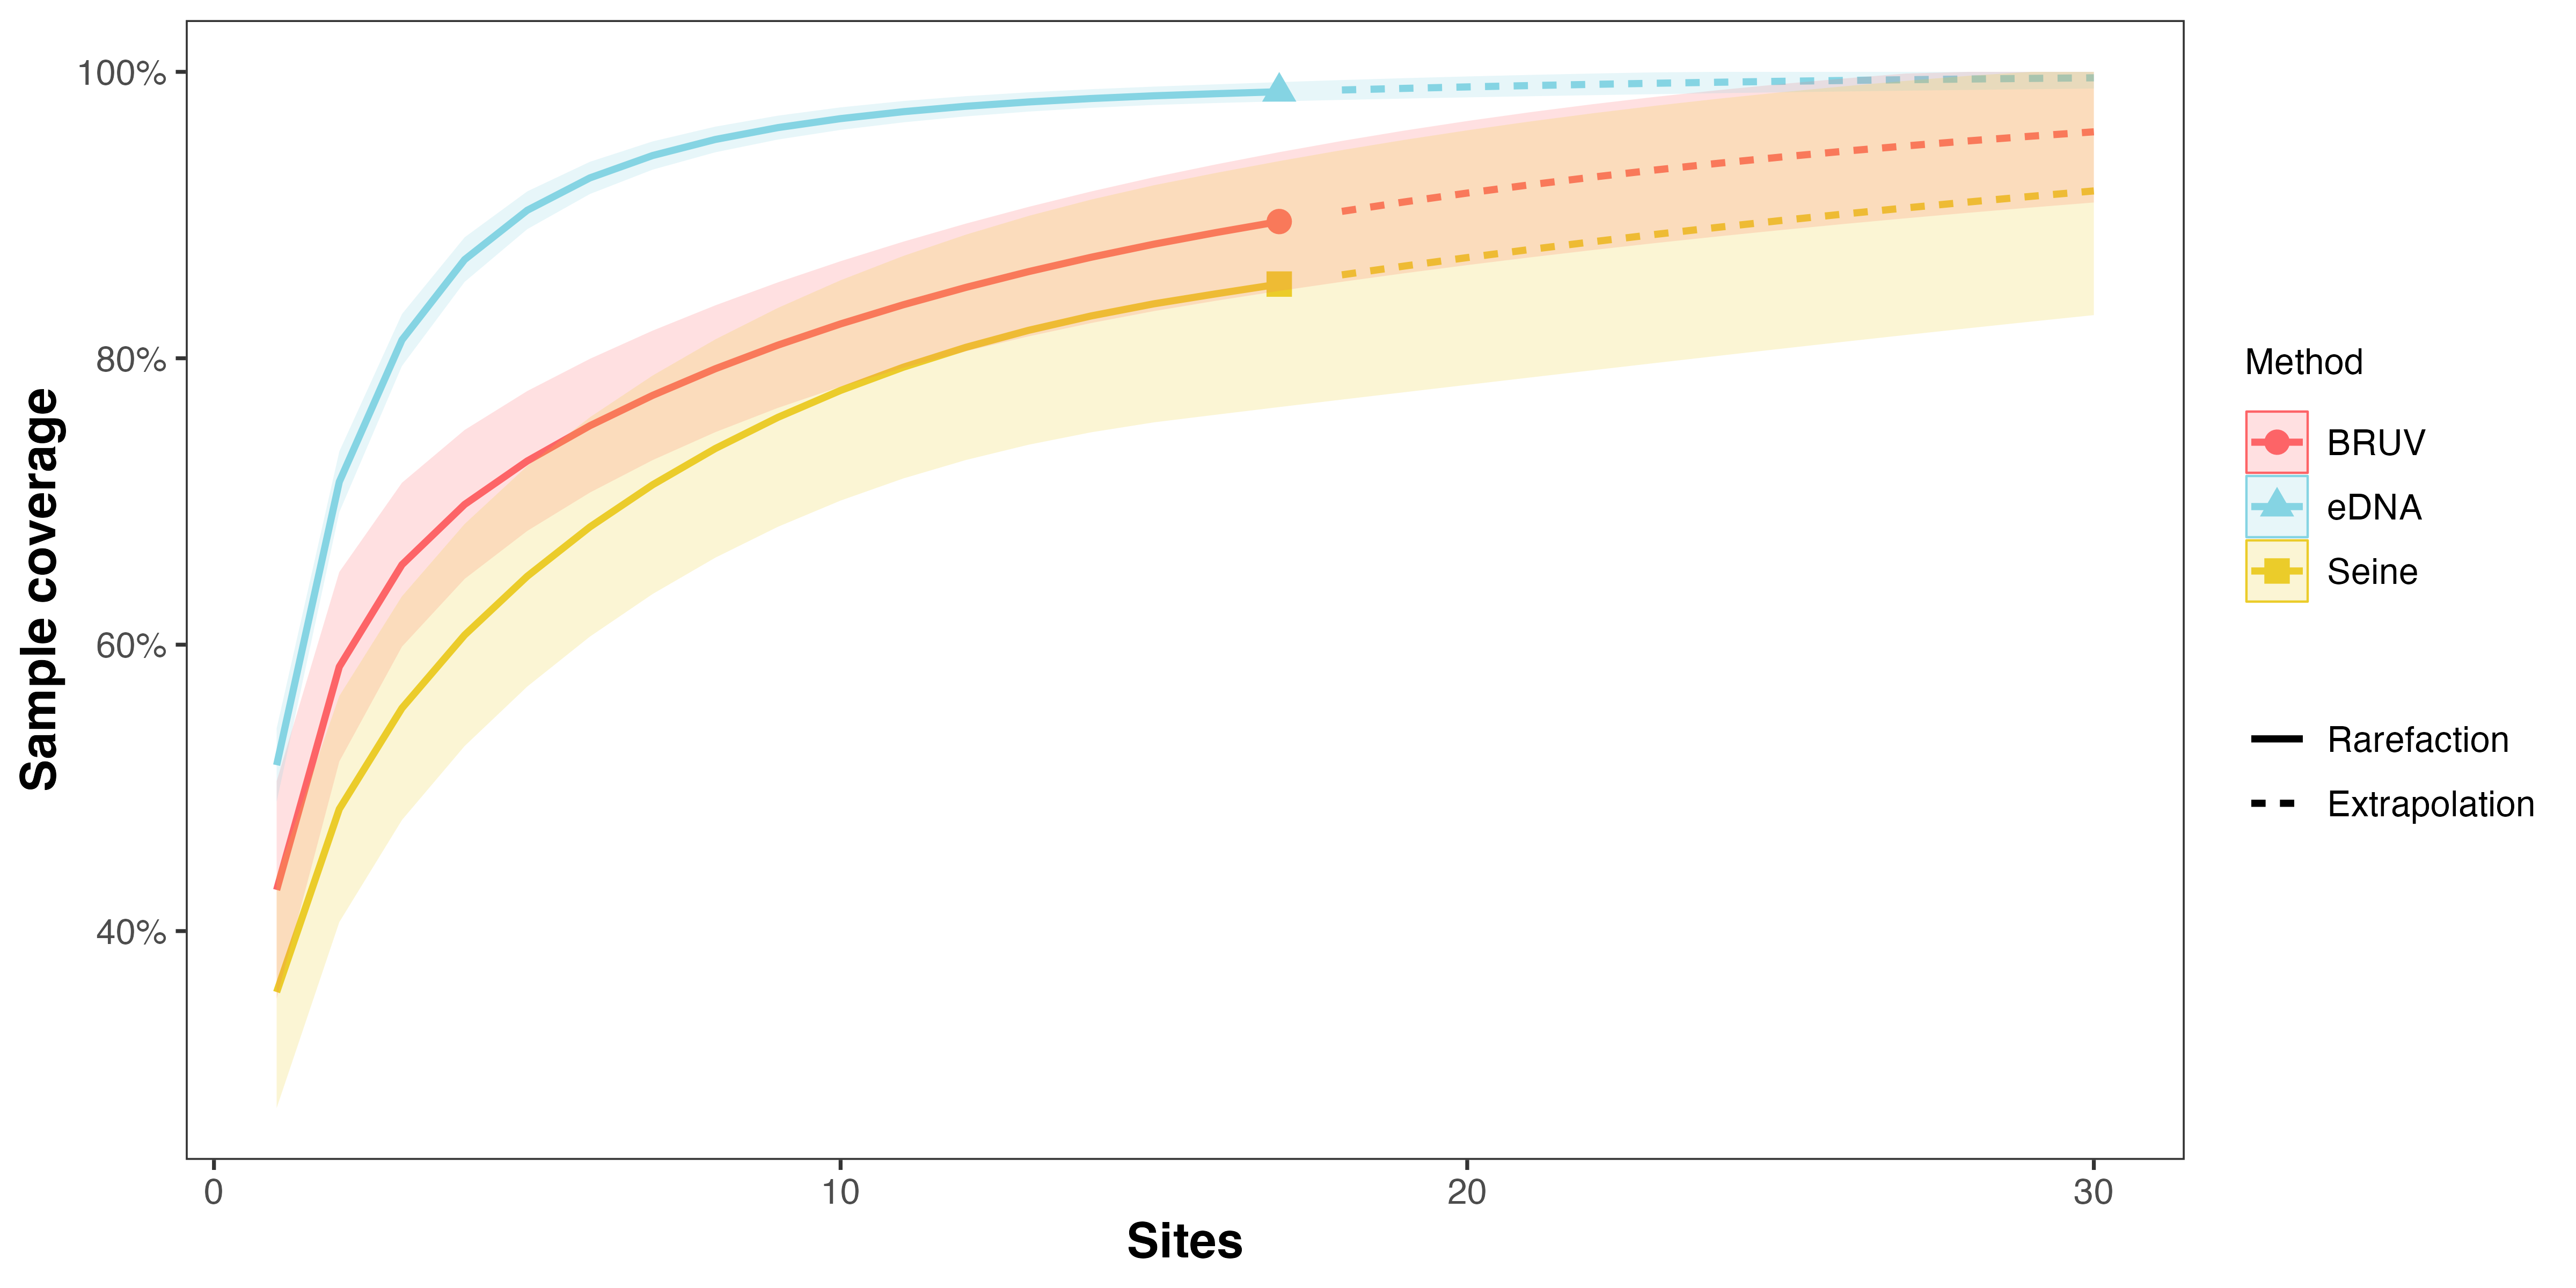 Sample coverage
100%
80%
60%
40%
0
10
20
30
Sites
Method
BRUV
eDNA
Seine
Rarefaction
Extrapolation